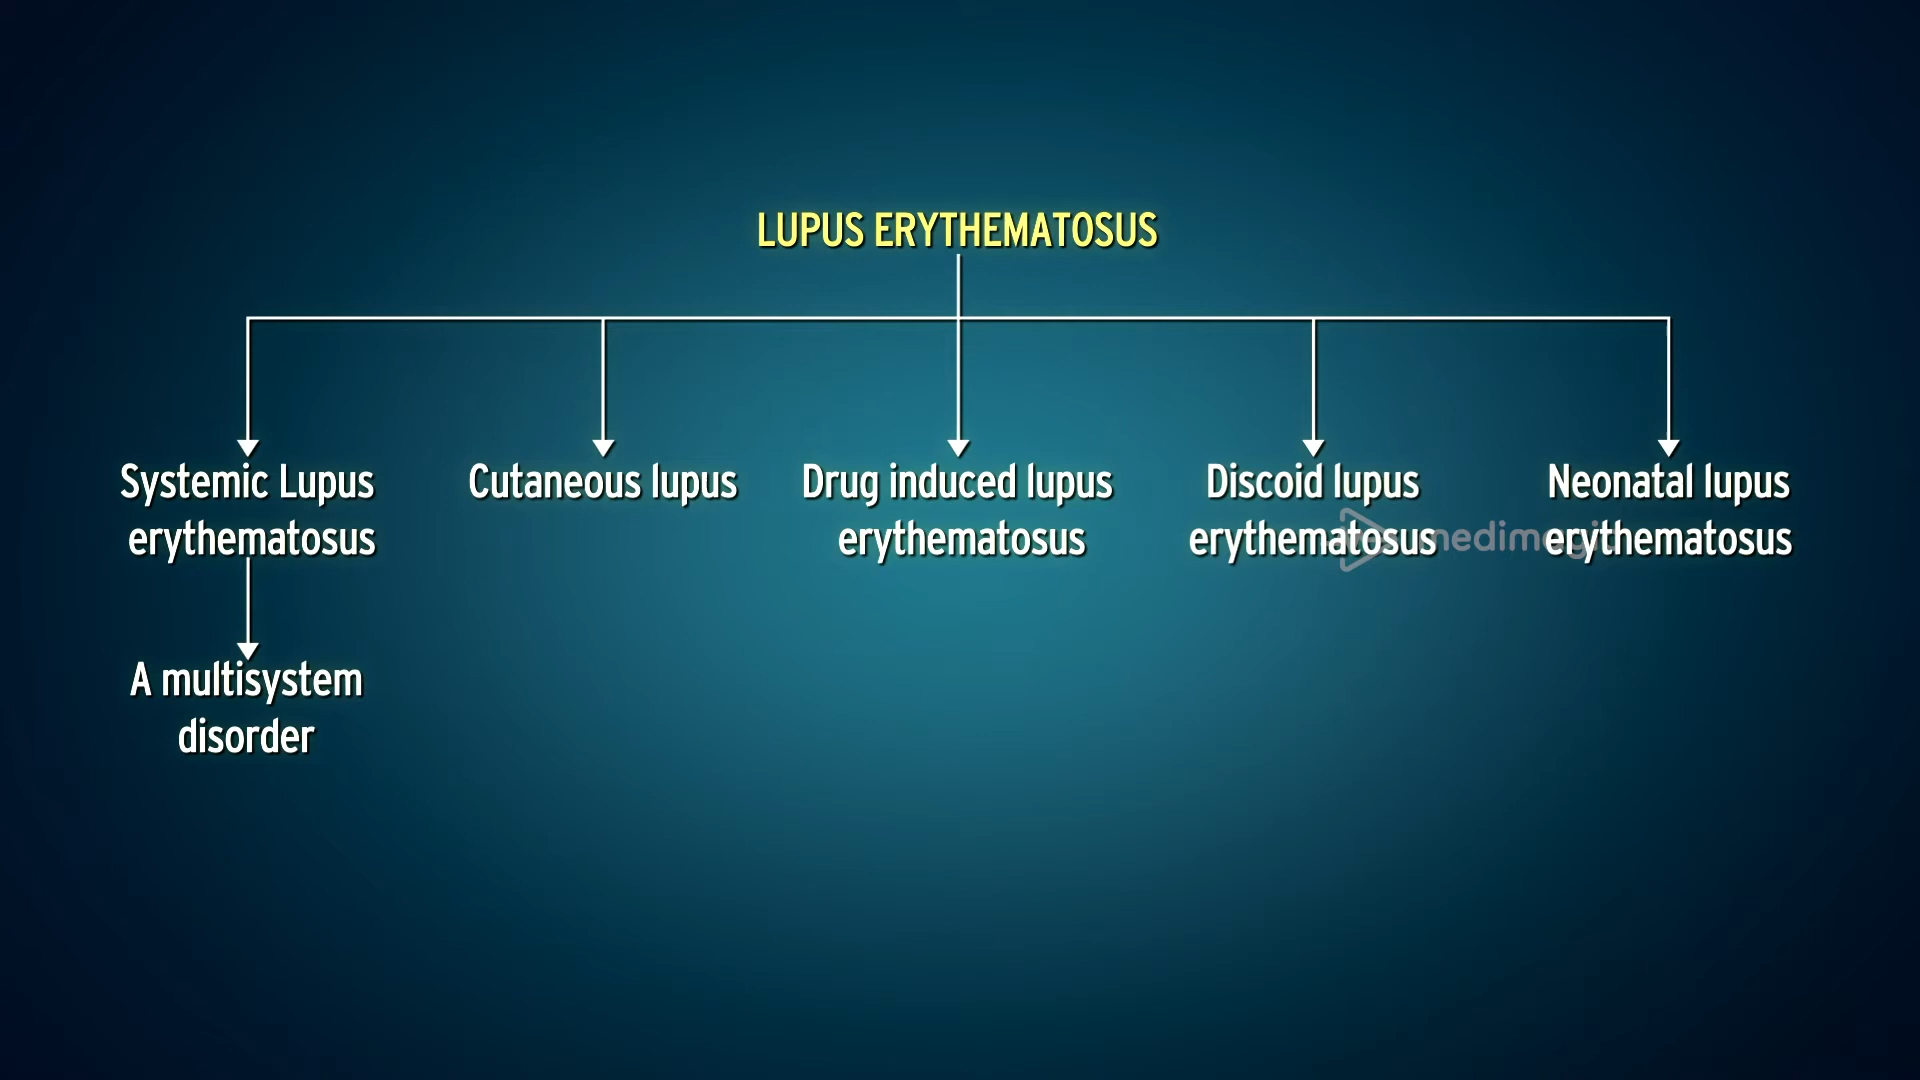 LUPUS ERYTHEMATOSUS
Systemic Lupus
erythematosus
Cutaneous lupus
Drug induced lupus
erythematosus
Discoid lupus
erythematosus
Neonatal lupus
erythematosus
A multisystem
disorder